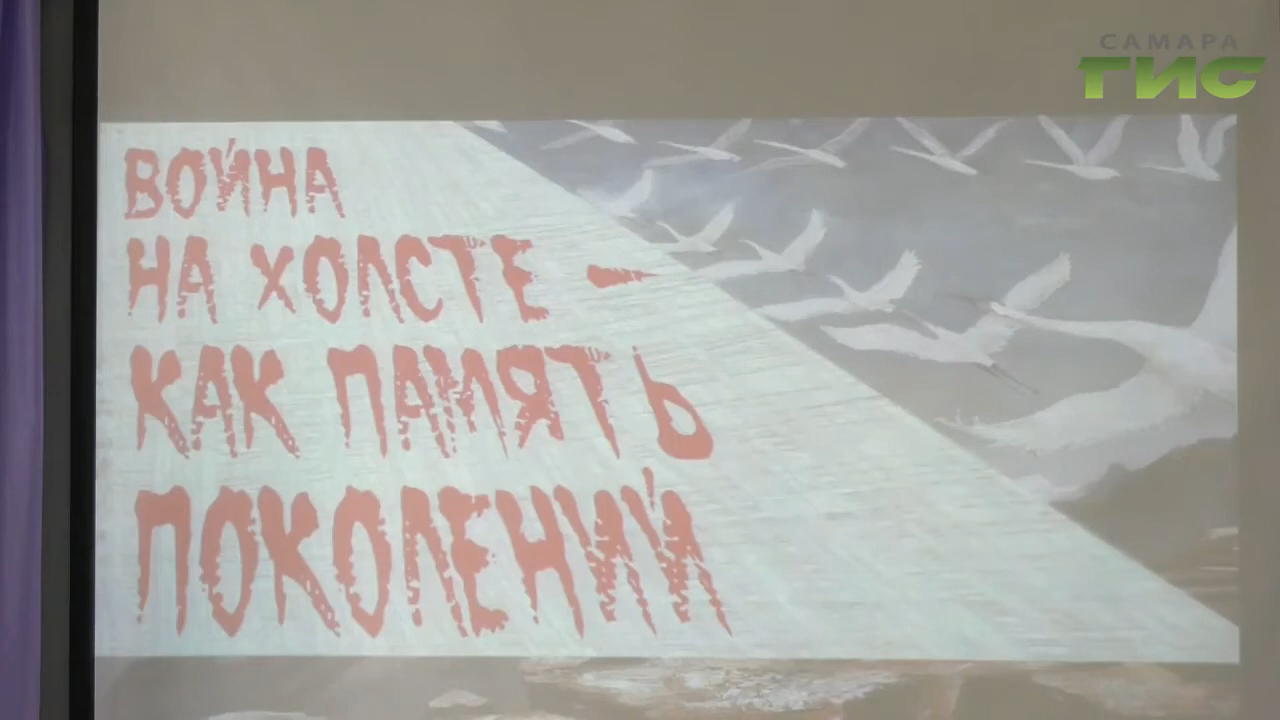 САМАРА
ГИС
ВОЙНА
НА ХОЛСТЕ –
КАК ПАМЯТЬ
ПОКОЛЕНИЙ